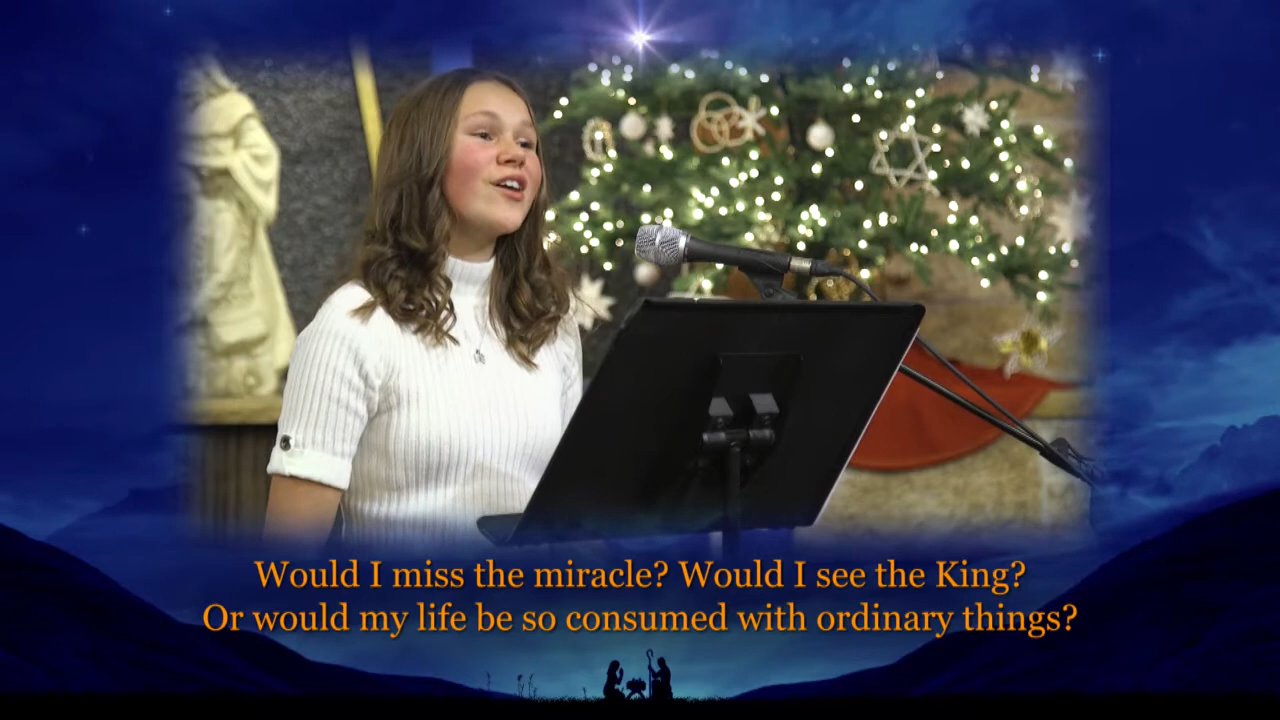 Would I miss the miracle? Would I see the King?
Or would my life be so consumed with ordinary things?